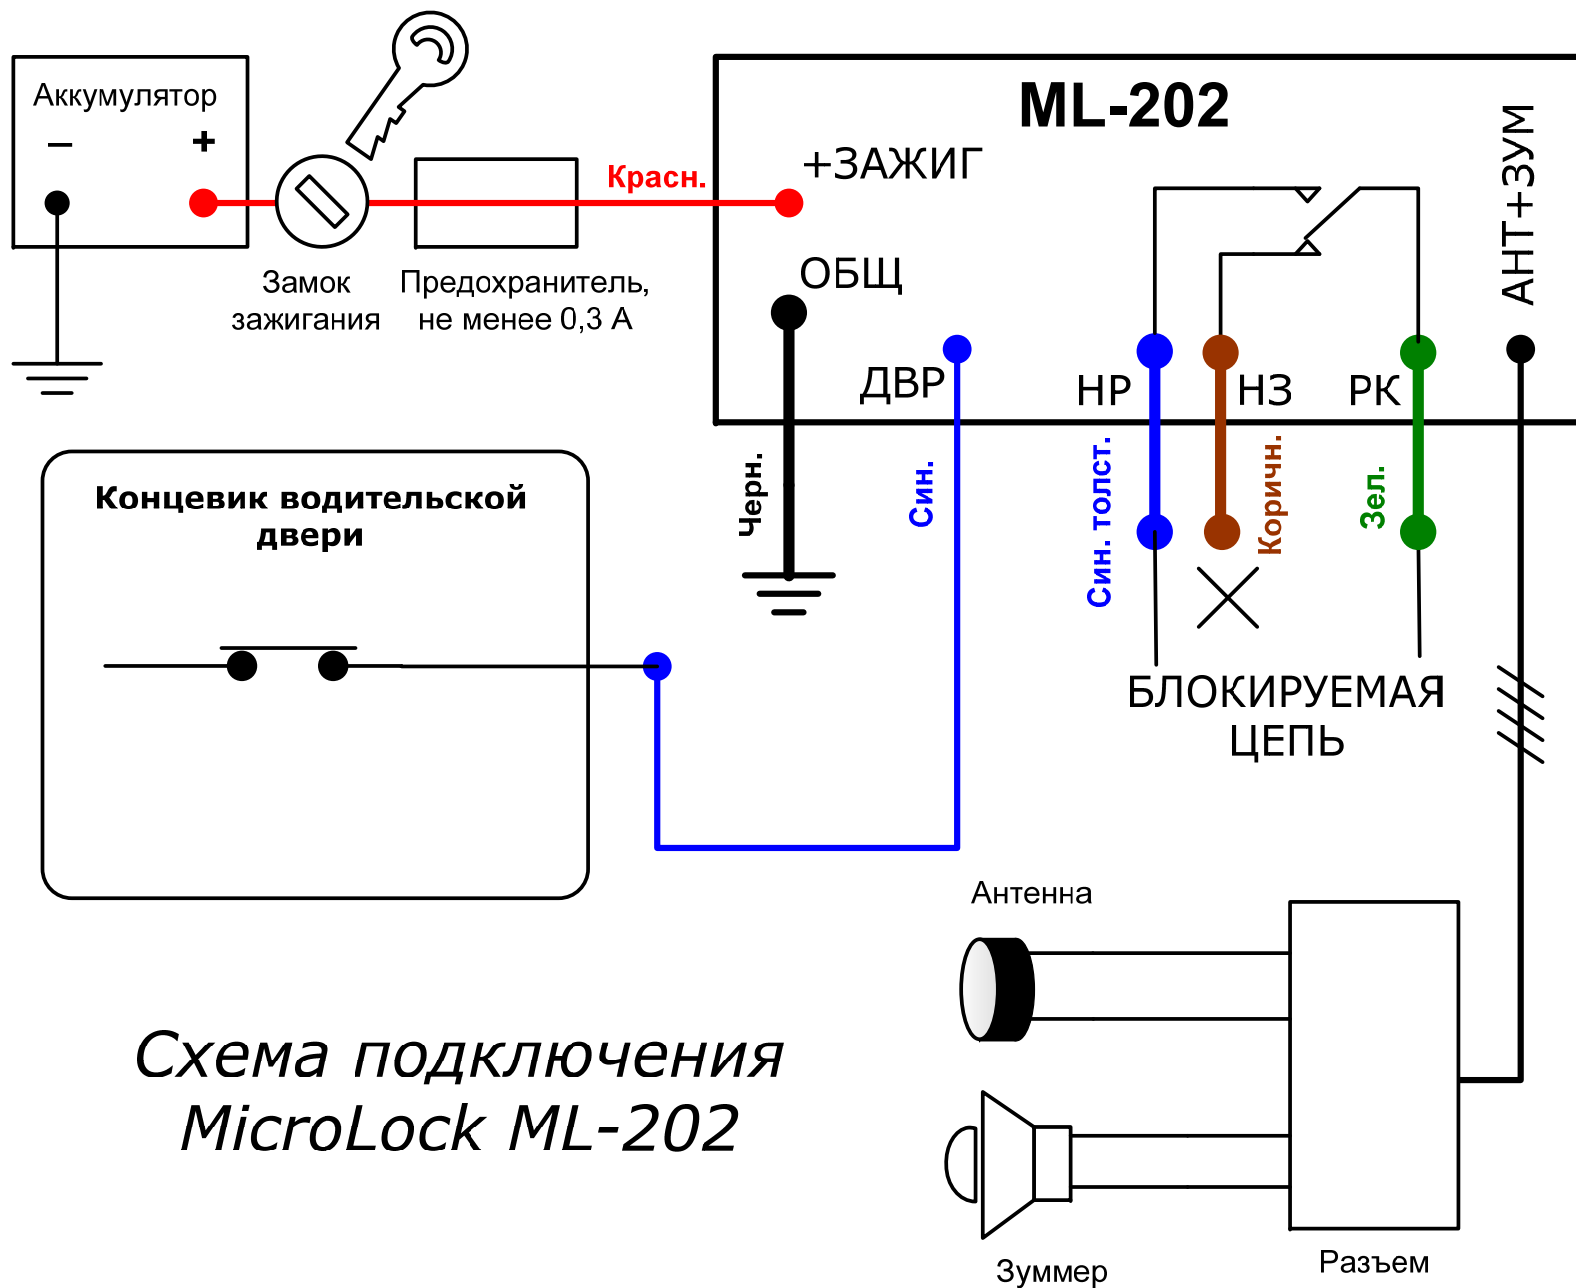 Аккумулятор
– +
Замок
зажигания
Предохранитель,
не менее 0,3 А
Красн.
ML-202
+ЗАЖИГ
ОБЩ
ДВР
НР
НЗ
РК
АНТ+ЗУМ
Черн.
Син.
Син. толст.
Коричн.
Зел.
Концевик водительской
двери
БЛОКИРУЕМАЯ
ЦЕПЬ
Антенна
Схема подключения
MicroLock ML-202
Зуммер
Разъем